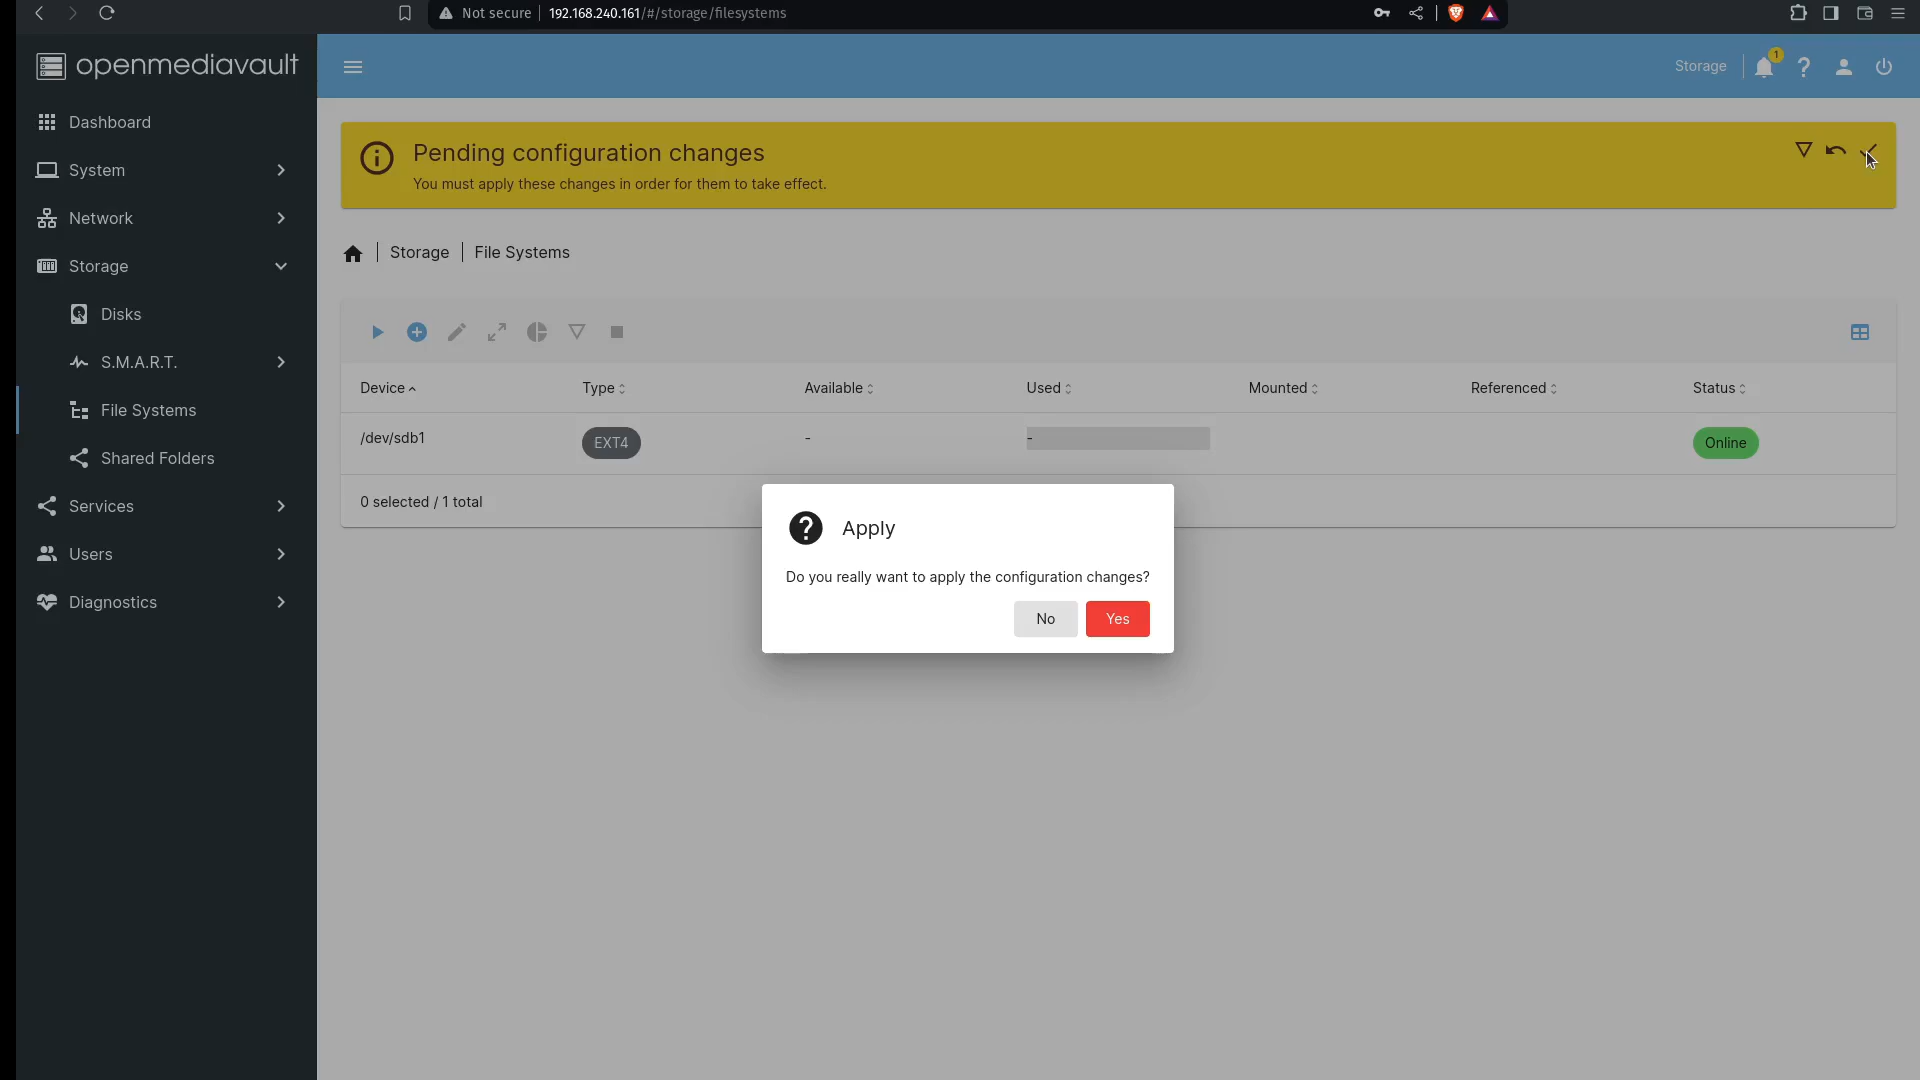 Not secure
192.168.240.161/#/storage/filesystems
openmediavault
Storage
1
Dashboard
System
Network
Storage
Disks
S.M.A.R.T.
File Systems
Shared Folders
Services
Users
Diagnostics
Pending configuration changes
You must apply these changes in order for them to take effect.
Storage
File Systems
Device Type Available Used Mounted Referenced Status
/dev/sdb1 EXT4 - - Online
0 selected / 1 total
Apply
Do you really want to apply the configuration changes?
No Yes